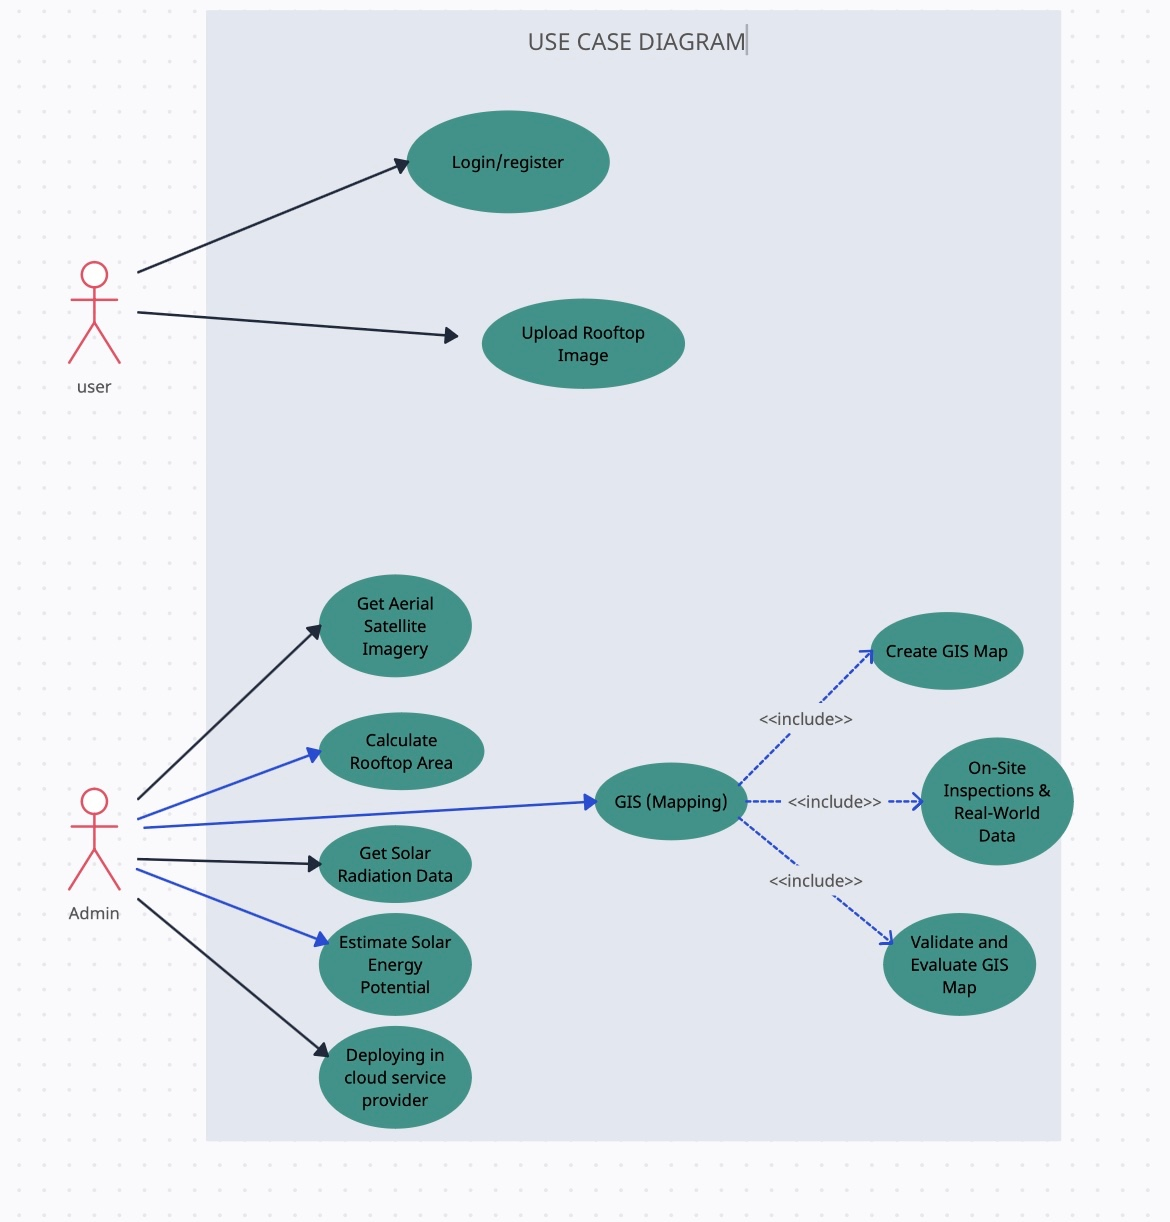 USE CASE DIAGRAM
Login/register
Upload Rooftop
Image
user
Get Aerial
Satellite
Imagery
Calculate
Rooftop Area
Get Solar
Radiation Data
Estimate Solar
Energy
Potential
Deploying in
cloud service
provider
Admin
GIS (Mapping)
<<include>>
<<include>>
<<include>>
Create GIS Map
On-Site
Inspections &
Real-World
Data
Validate and
Evaluate GIS
Map